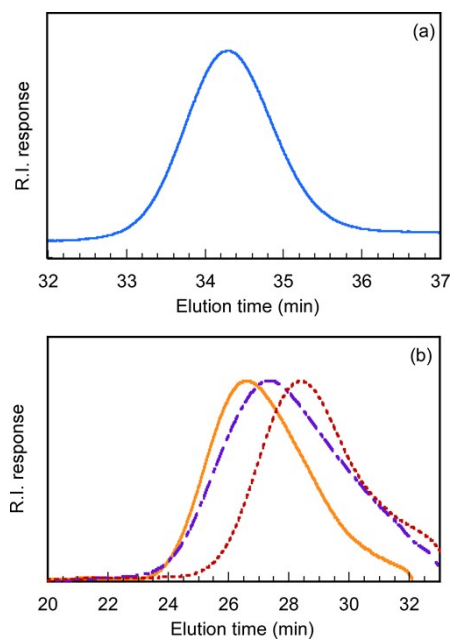 (a)
R.I. response
32 33 34 35 36 37
Elution time (min)
(b)
R.I. response
20 22 24 26 28 30 32
Elution time (min)